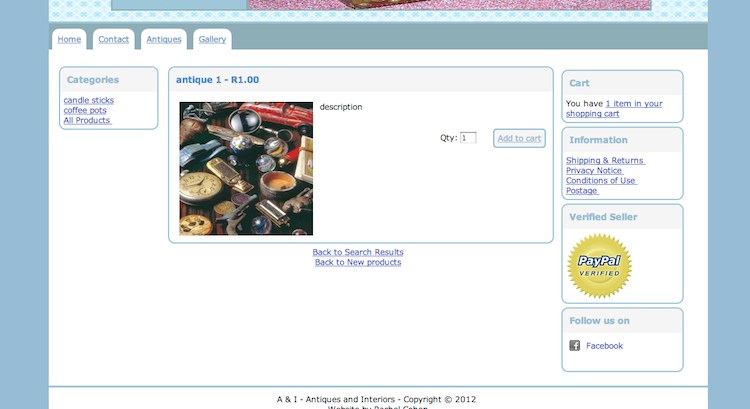 Home
Contact
Antiques
Gallery
Categories
candle sticks
coffee pots
All Products
antique 1 - R1.00
description
Qty: 1
Add to cart
Back to Search Results
Back to New products
Cart
You have 1 item in your
shopping cart
Information
Shipping & Returns
Privacy Notice
Conditions of Use
Postage
Verified Seller
PayPal
VERIFIED
Follow us on
Facebook
A & I - Antiques and Interiors - Copyright © 2012
Website by Rachel Cohen